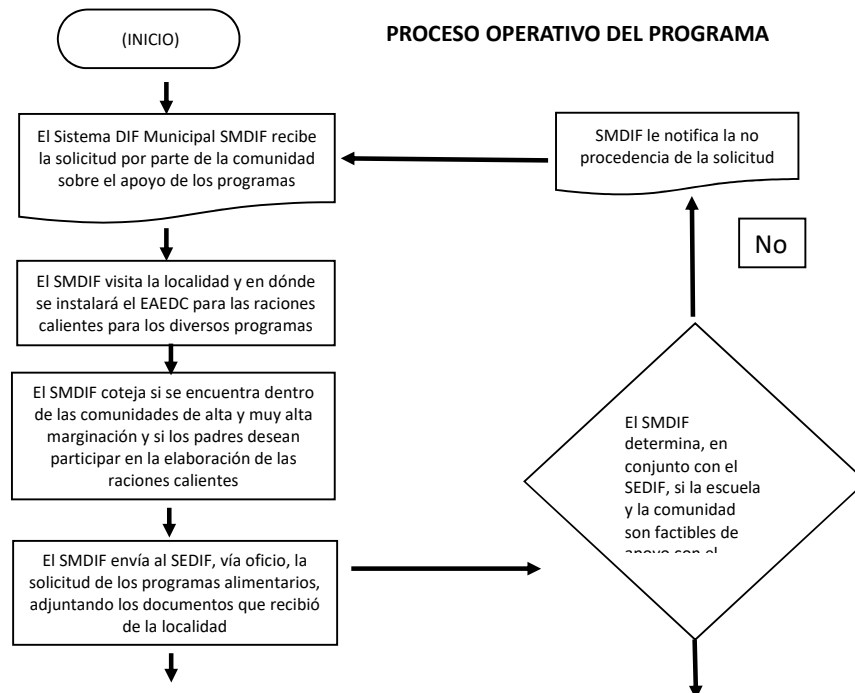 (INICIO)
PROCESO OPERATIVO DEL PROGRAMA
El Sistema DIF Municipal SMDIF recibe
la solicitud por parte de la comunidad
sobre el apoyo de los programas
SMDIF le notifica la no
procedencia de la solicitud
No
El SMDIF visita la localidad y en dónde
se instalará el EAEDC para las raciones
calientes para los diversos programas
El SMDIF coteja si se encuentra dentro
de las comunidades de alta y muy alta
marginación y si los padres desean
participar en la elaboración de las
raciones calientes
El SMDIF
determina, en
conjunto con el
SEDIF, si la escuela
y la comunidad
son factibles de
apoyo con el
El SMDIF envía al SEDIF, vía oficio, la
solicitud de los programas alimentarios,
adjuntando los documentos que recibió
de la localidad